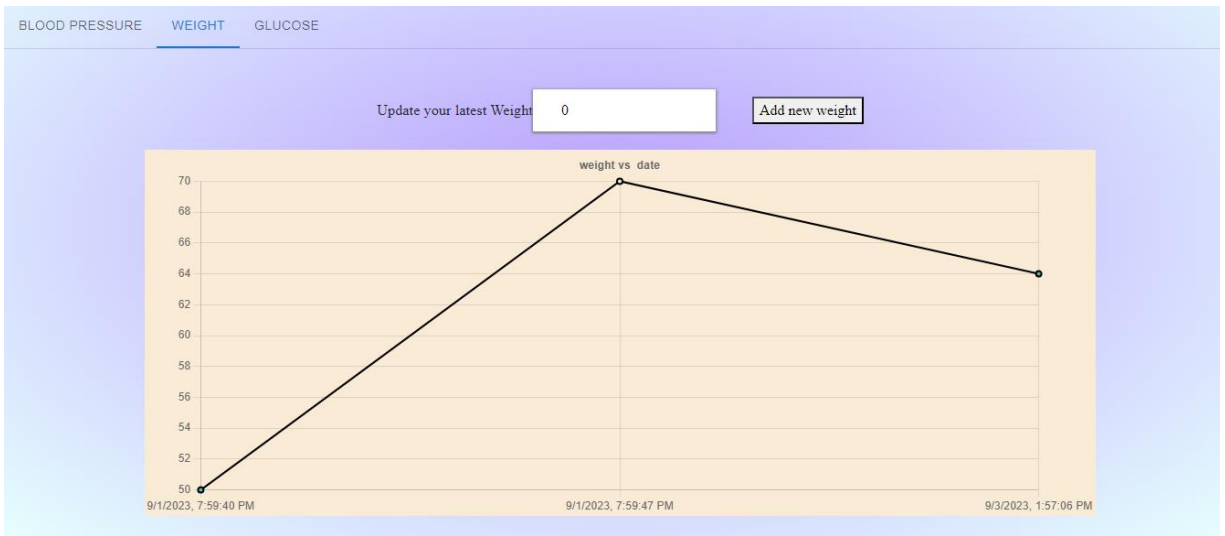 BLOOD PRESSURE WEIGHT GLUCOSE
Update your latest Weight 0 Add new weight
weight vs date
70
68
66
64
62
60
58
56
54
52
50
9/1/2023, 7:59:40 PM 9/1/2023, 7:59:47 PM 9/3/2023, 1:57:06 PM